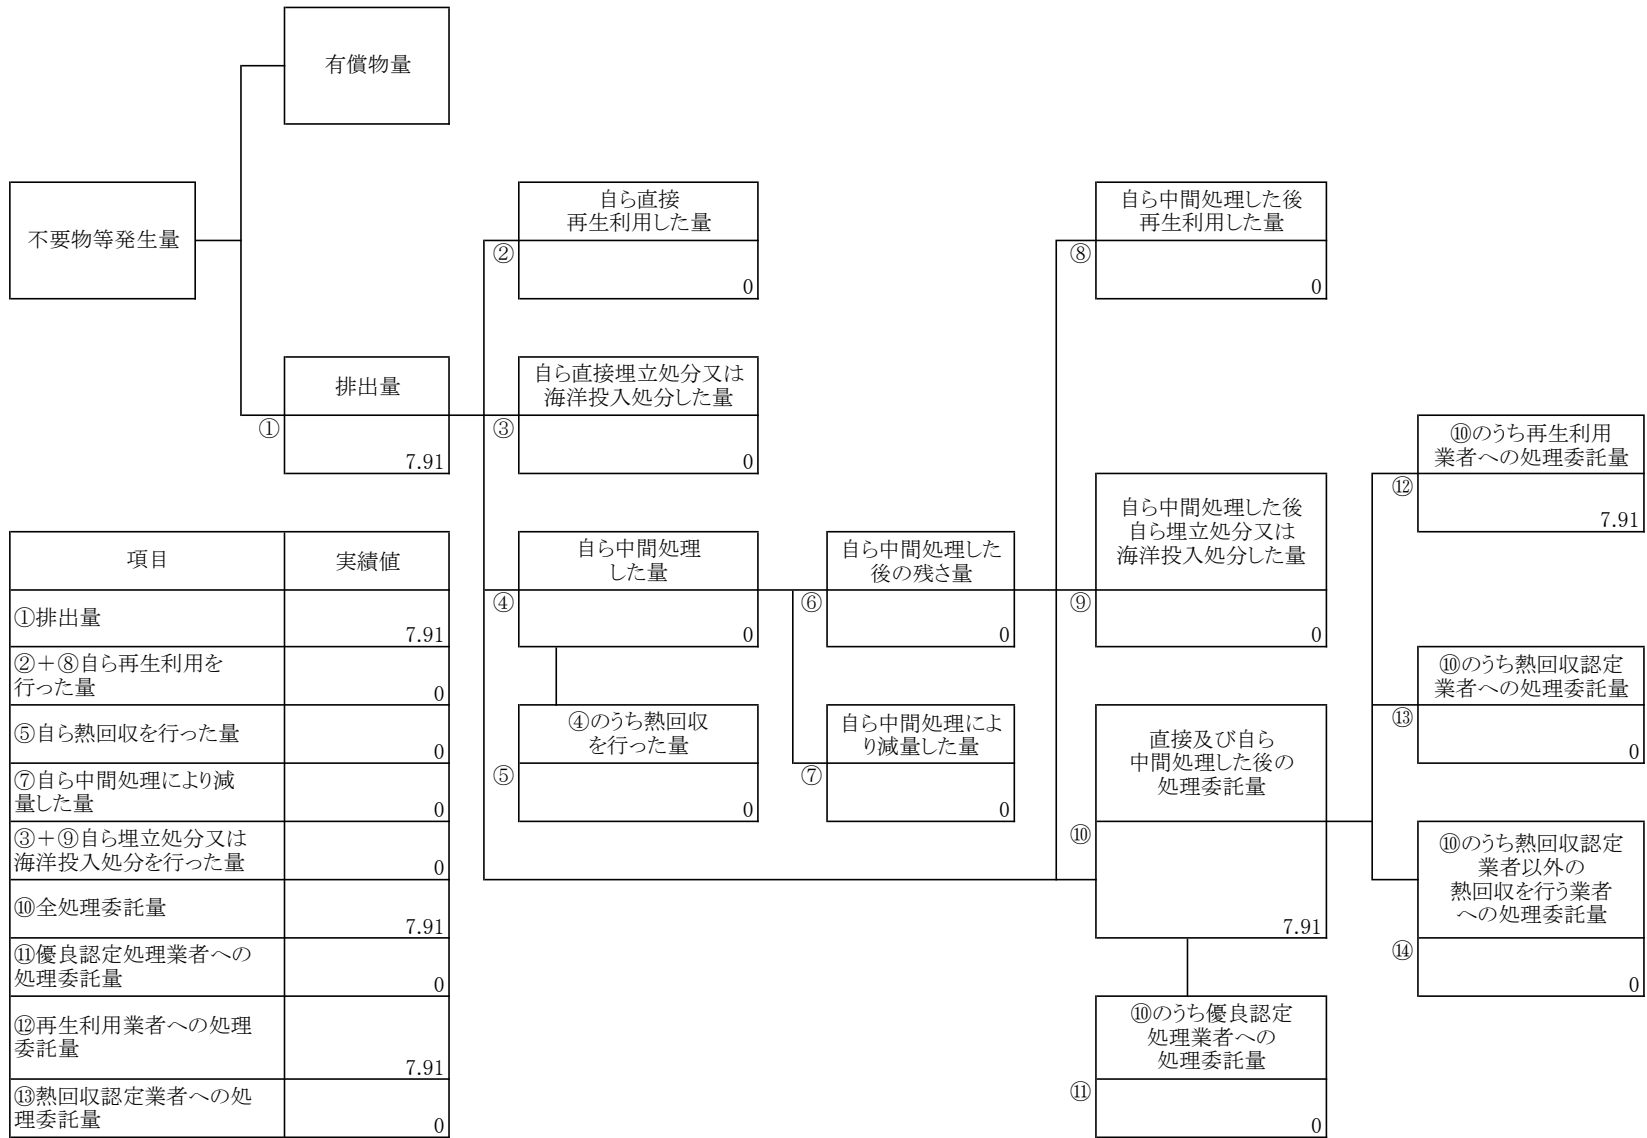 有償物量
不要物等発生量
自ら直接
再生利用した量
②
0
自ら中間処理した後
再生利用した量
⑧
0
排出量
①
7.91
自ら直接埋立処分又は
海洋投入処分した量
③
0
⑩のうち再生利用
業者への処理委託量
⑫
7.91
自ら中間処理
した量
④
0
自ら中間処理した
後の残さ量
⑥
0
自ら中間処理した後
自ら埋立処分又は
海洋投入処分した量
⑨
0
⑩のうち熱回収認定
業者への処理委託量
⑬
0
④のうち熱回収
を行った量
⑤
0
自ら中間処理によ
り減量した量
⑦
0
直接及び自ら
中間処理した後の
処理委託量
⑩
7.91
⑩のうち熱回収認定
業者以外の
熱回収を行う業者
への処理委託量
⑭
0
⑩のうち優良認定
処理業者への
処理委託量
⑪
0
項目 実績値
①排出量
7.91
②＋⑧自ら再生利用を
行った量
0
⑤自ら熱回収を行った量
0
⑦自ら中間処理により減
量した量
0
③＋⑨自ら埋立処分又は
海洋投入処分を行った量
0
⑩全処理委託量
7.91
⑪優良認定処理業者への
処理委託量
0
⑫再生利用業者への処理
委託量
7.91
⑬熱回収認定業者への処
理委託量
0